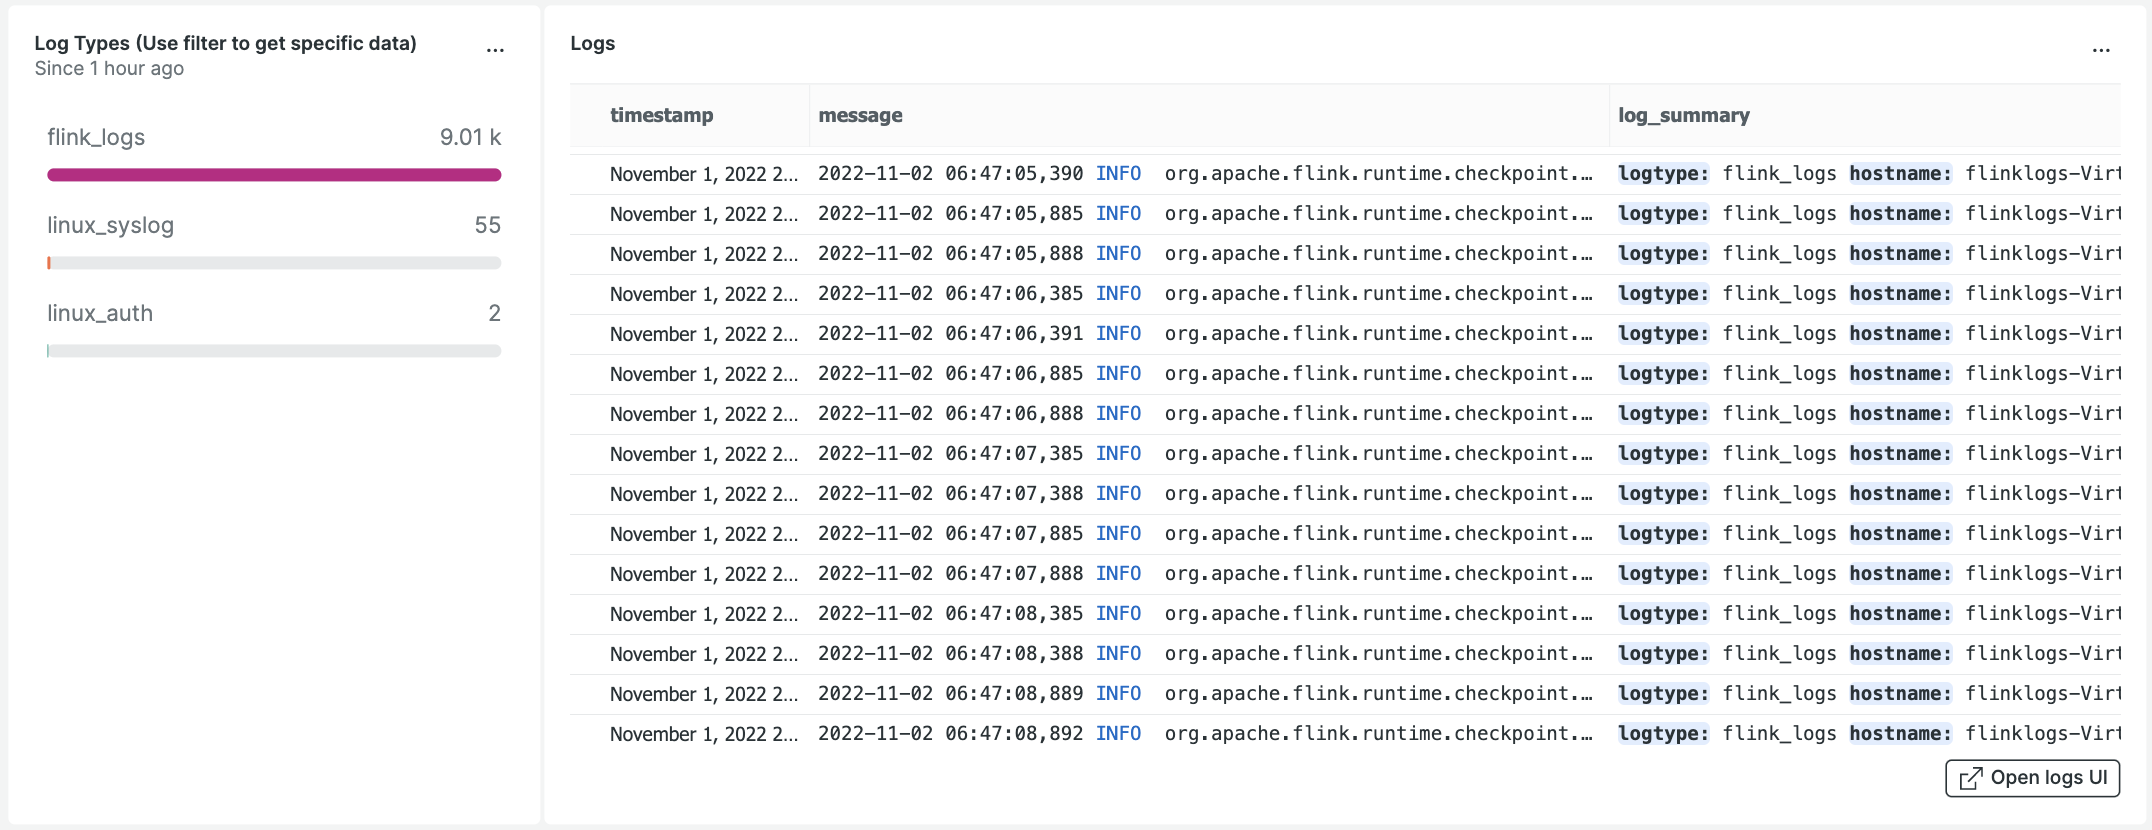 Log Types (Use filter to get specific data) ...
Since 1 hour ago
flink_logs 9.01 k
linux_syslog 55
linux_auth 2
Logs ...
timestamp message log_summary
November 1, 2022 2... 2022-11-02 06:47:05,390 INFO org.apache.flink.runtime.checkpoint.… logtype: flink_logs hostname: flinklogs-Virt
November 1, 2022 2... 2022-11-02 06:47:05,885 INFO org.apache.flink.runtime.checkpoint.… logtype: flink_logs hostname: flinklogs-Virt
November 1, 2022 2... 2022-11-02 06:47:05,888 INFO org.apache.flink.runtime.checkpoint.… logtype: flink_logs hostname: flinklogs-Virt
November 1, 2022 2... 2022-11-02 06:47:06,385 INFO org.apache.flink.runtime.checkpoint.… logtype: flink_logs hostname: flinklogs-Virt
November 1, 2022 2... 2022-11-02 06:47:06,391 INFO org.apache.flink.runtime.checkpoint.… logtype: flink_logs hostname: flinklogs-Virt
November 1, 2022 2... 2022-11-02 06:47:06,885 INFO org.apache.flink.runtime.checkpoint.… logtype: flink_logs hostname: flinklogs-Virt
November 1, 2022 2... 2022-11-02 06:47:06,888 INFO org.apache.flink.runtime.checkpoint.… logtype: flink_logs hostname: flinklogs-Virt
November 1, 2022 2... 2022-11-02 06:47:07,385 INFO org.apache.flink.runtime.checkpoint.… logtype: flink_logs hostname: flinklogs-Virt
November 1, 2022 2... 2022-11-02 06:47:07,388 INFO org.apache.flink.runtime.checkpoint.… logtype: flink_logs hostname: flinklogs-Virt
November 1, 2022 2... 2022-11-02 06:47:07,885 INFO org.apache.flink.runtime.checkpoint.… logtype: flink_logs hostname: flinklogs-Virt
November 1, 2022 2... 2022-11-02 06:47:07,888 INFO org.apache.flink.runtime.checkpoint.… logtype: flink_logs hostname: flinklogs-Virt
November 1, 2022 2... 2022-11-02 06:47:08,385 INFO org.apache.flink.runtime.checkpoint.… logtype: flink_logs hostname: flinklogs-Virt
November 1, 2022 2... 2022-11-02 06:47:08,388 INFO org.apache.flink.runtime.checkpoint.… logtype: flink_logs hostname: flinklogs-Virt
November 1, 2022 2... 2022-11-02 06:47:08,889 INFO org.apache.flink.runtime.checkpoint.… logtype: flink_logs hostname: flinklogs-Virt
November 1, 2022 2... 2022-11-02 06:47:08,892 INFO org.apache.flink.runtime.checkpoint.… logtype: flink_logs hostname: flinklogs-Virt
Open logs UI